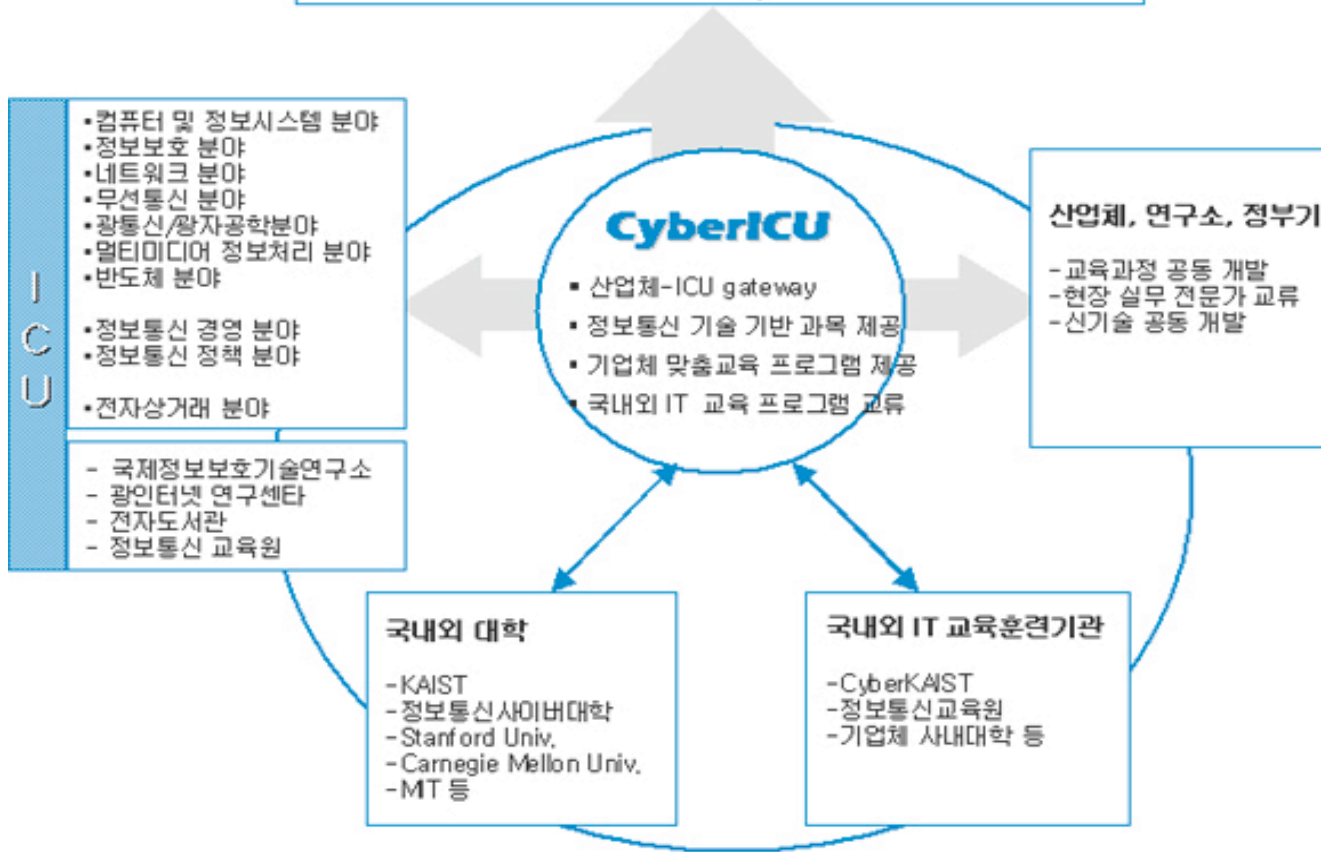 I
C
U
▪컴퓨터 및 정보시스템 분야
▪정보보호 분야
▪네트워크 분야
▪무선통신 분야
▪광통신/광자공학분야
▪멀티미디어 정보처리 분야
▪반도체 분야
▪정보통신 경영 분야
▪정보통신 정책 분야
▪전자상거래 분야
- 국제정보보호기술연구소
- 광인터넷 연구센타
- 전자도서관
- 정보통신 교육원
CyberICU
▪ 산업체-ICU gateway
▪ 정보통신 기술 기반 과목 제공
▪ 기업체 맞춤교육 프로그램 제공
▪ 국내외 IT 교육 프로그램 교류
산업체, 연구소, 정부기
-교육과정 공동 개발
-현장 실무 전문가 교류
-신기술 공동 개발
국내외 대학
-KAIST
-정보통신사이버대학
-Stanford Univ.
-Carnegie Mellon Univ.
-MIT 등
국내외 IT 교육훈련기관
-CyberKAIST
-정보통신교육원
-기업체 사내대학 등